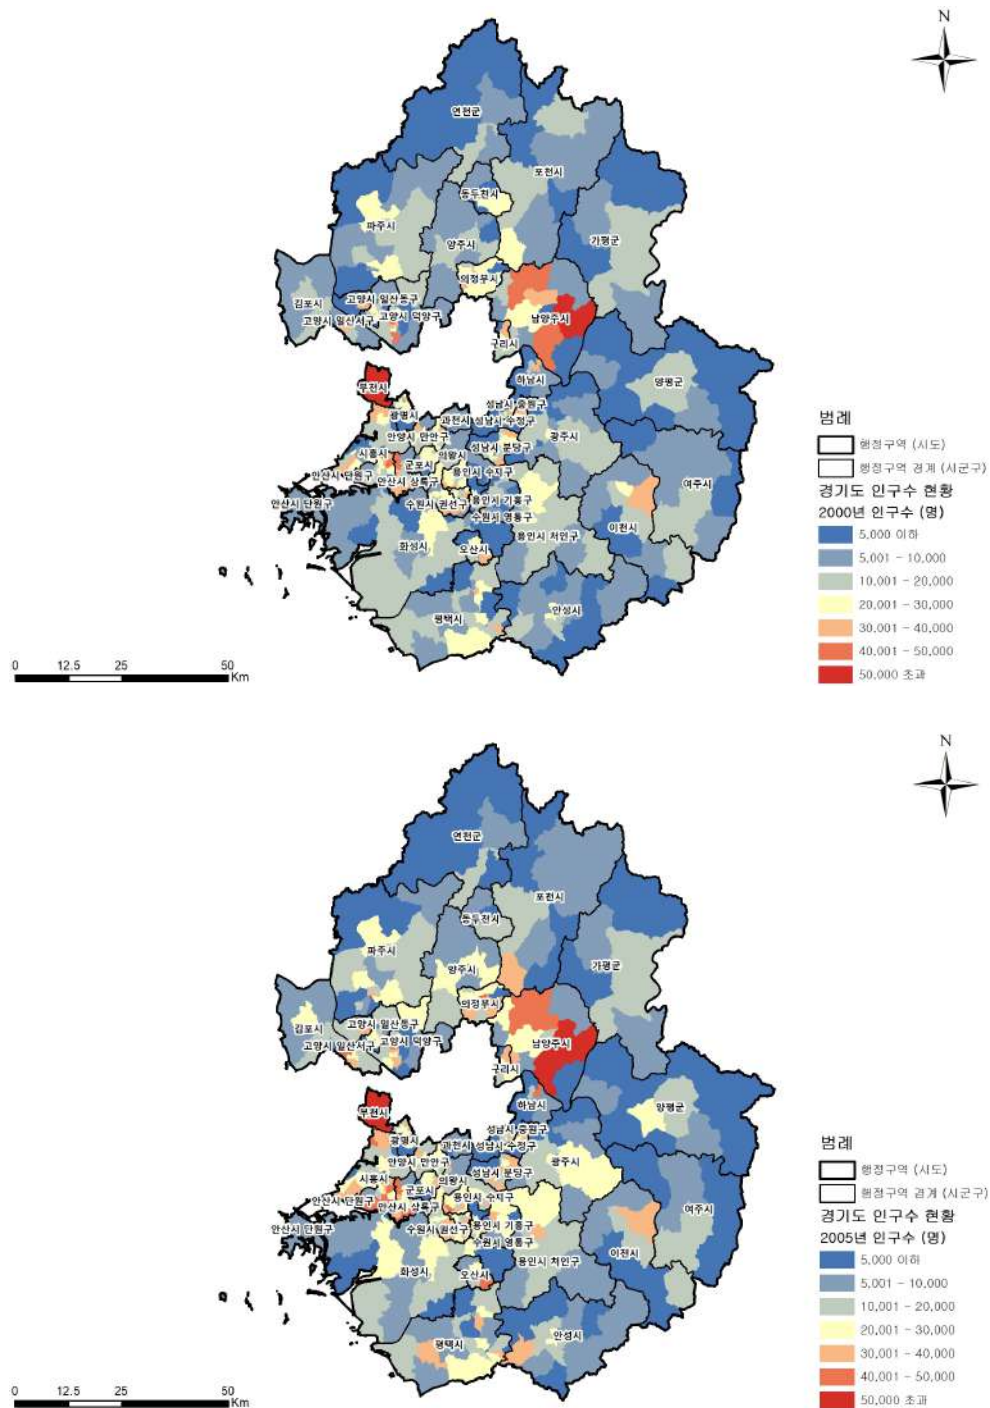 N
연천군
포천시
동두천시
파주시
양주시
가평군
의정부시
김포시
고양시 일산동구
고양시 일산서구
고양시 덕양구
남양주시
구리시
부천시
하남시
양평군
광명시
과천시
성남시 중원구
성남시 수정구
안양시 만안구
성남시 분당구
광주시
시흥시
군포시
의왕시
안산시 단원구
안산시 상록구
용인시 수지구
여주시
안산시 단원구
수원시 권선구
용인시 기흥구
수원시 영통구
이천시
화성시
오산시
용인시 처인구
평택시
안성시
0 12.5 25 50
Km
범례
행정구역 (시도)
행정구역 경계 (시군구)
경기도 인구수 현황
2000년 인구수 (명)
5,000 이하
5,001 - 10,000
10,001 - 20,000
20,001 - 30,000
30,001 - 40,000
40,001 - 50,000
50,000 초과
N
연천군
포천시
동두천시
파주시
양주시
가평군
의정부시
김포시
고양시 일산동구
고양시 일산서구
고양시 덕양구
남양주시
구리시
부천시
하남시
양평군
광명시
과천시
성남시 중원구
성남시 수정구
안양시 만안구
성남시 분당구
광주시
시흥시
군포시
의왕시
안산시 단원구
안산시 상록구
용인시 수지구
여주시
안산시 단원구
수원시 권선구
용인시 기흥구
수원시 영통구
이천시
화성시
오산시
용인시 처인구
평택시
안성시
0 12.5 25 50
Km
범례
행정구역 (시도)
행정구역 경계 (시군구)
경기도 인구수 현황
2005년 인구수 (명)
5,000 이하
5,001 - 10,000
10,001 - 20,000
20,001 - 30,000
30,001 - 40,000
40,001 - 50,000
50,000 초과